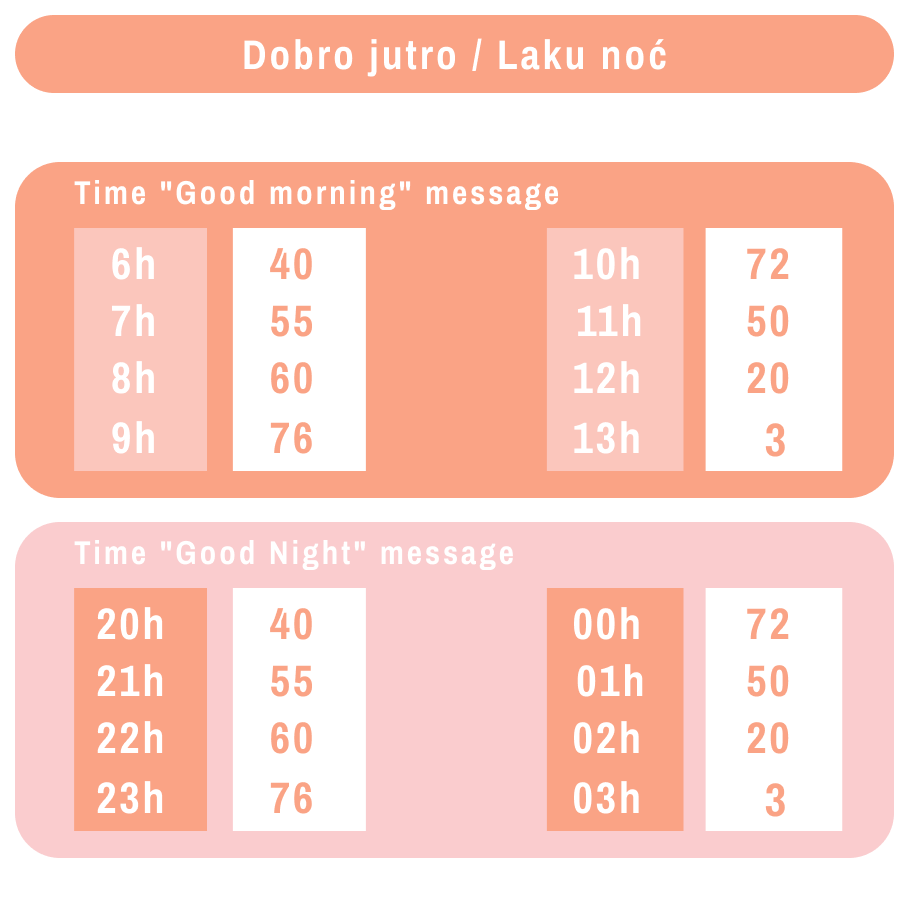 Dobro jutro / Laku noć
Time "Good morning" message
6h 40 10h 72
7h 55 11h 50
8h 60 12h 20
9h 76 13h 3
Time "Good Night" message
20h 40 00h 72
21h 55 01h 50
22h 60 02h 20
23h 76 03h 3